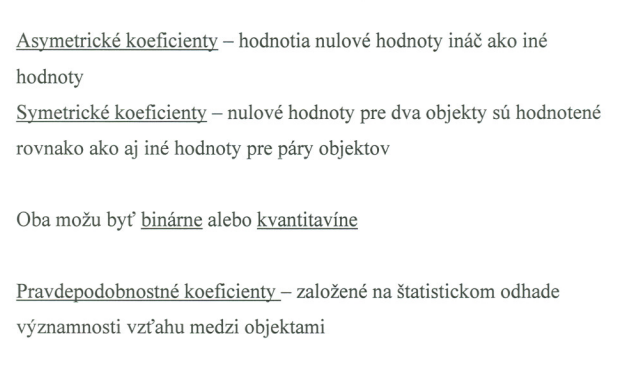 Asymetrické koeficienty – hodnotia nulové hodnoty ináč ako iné
hodnoty
Symetrické koeficienty – nulové hodnoty pre dva objekty sú hodnotené
rovnako ako aj iné hodnoty pre páry objektov
Oba možu byť binárne alebo kvantitavíne
Pravdepodobnostné koeficienty – založené na štatistickom odhade
významnosti vzťahu medzi objektami